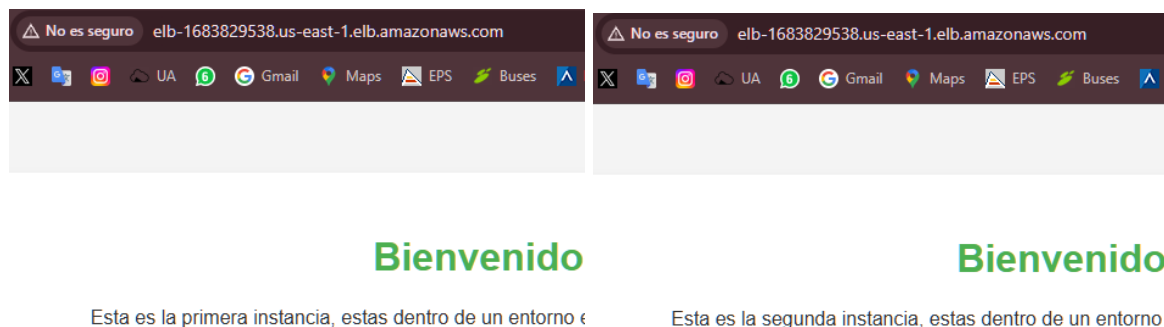 No es seguro elb-1683829538.us-east-1.elb.amazonaws.com
UA 6 Gmail Maps EPS Buses
Bienvenido
Esta es la primera instancia, estas dentro de un entorno
No es seguro elb-1683829538.us-east-1.elb.amazonaws.com
UA 6 Gmail Maps EPS Buses
Bienvenido
Esta es la segunda instancia, estas dentro de un entorno